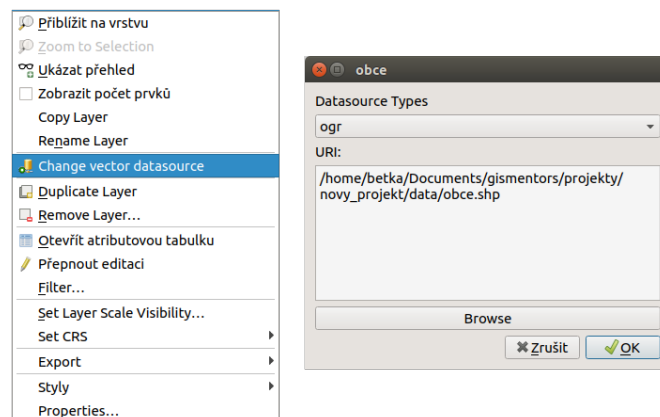 Přiblížit na vrstvu
Zoom to Selection
Ukázat přehled
Zobrazit počet prvků
Copy Layer
Rename Layer
Change vector datasource
Duplicate Layer
Remove Layer…
Otevřít atributovou tabulku
Přepnout editaci
Filter…
Set Layer Scale Visibility…
Set CRS
Export
Styly
Properties…
obce
Datasource Types
ogr
URI:
/home/betka/Documents/gismentors/projekty/
novy_projekt/data/obce.shp
Browse
Zrušit
OK